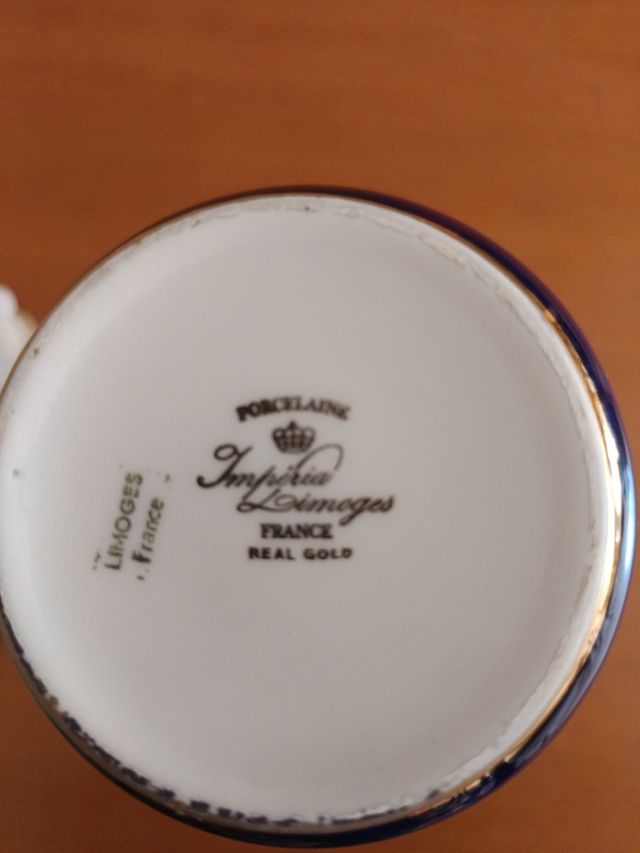 PORCELAINE
Impéria
Limoges
FRANCE
REAL GOLD
LIMOGES
France